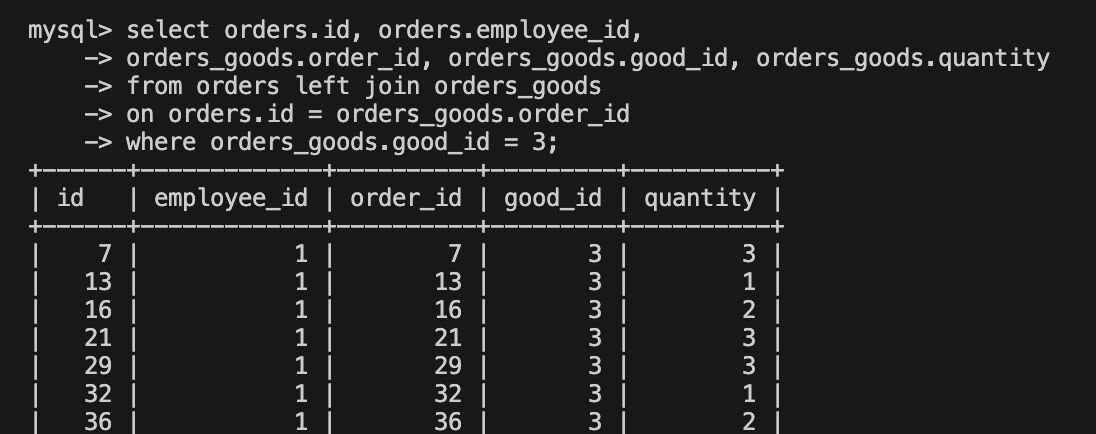 mysql> select orders.id, orders.employee_id,
    -> orders_goods.order_id, orders_goods.good_id, orders_goods.quantity
    -> from orders left join orders_goods
    -> on orders.id = orders_goods.order_id
    -> where orders_goods.good_id = 3;
+------+-------------+----------+---------+----------+
| id   | employee_id | order_id | good_id | quantity |
+------+-------------+----------+---------+----------+
|    7 |           1 |        7 |       3 |        3 |
|   13 |           1 |       13 |       3 |        1 |
|   16 |           1 |       16 |       3 |        2 |
|   21 |           1 |       21 |       3 |        3 |
|   29 |           1 |       29 |       3 |        3 |
|   32 |           1 |       32 |       3 |        1 |
|   36 |           1 |       36 |       3 |        2 |